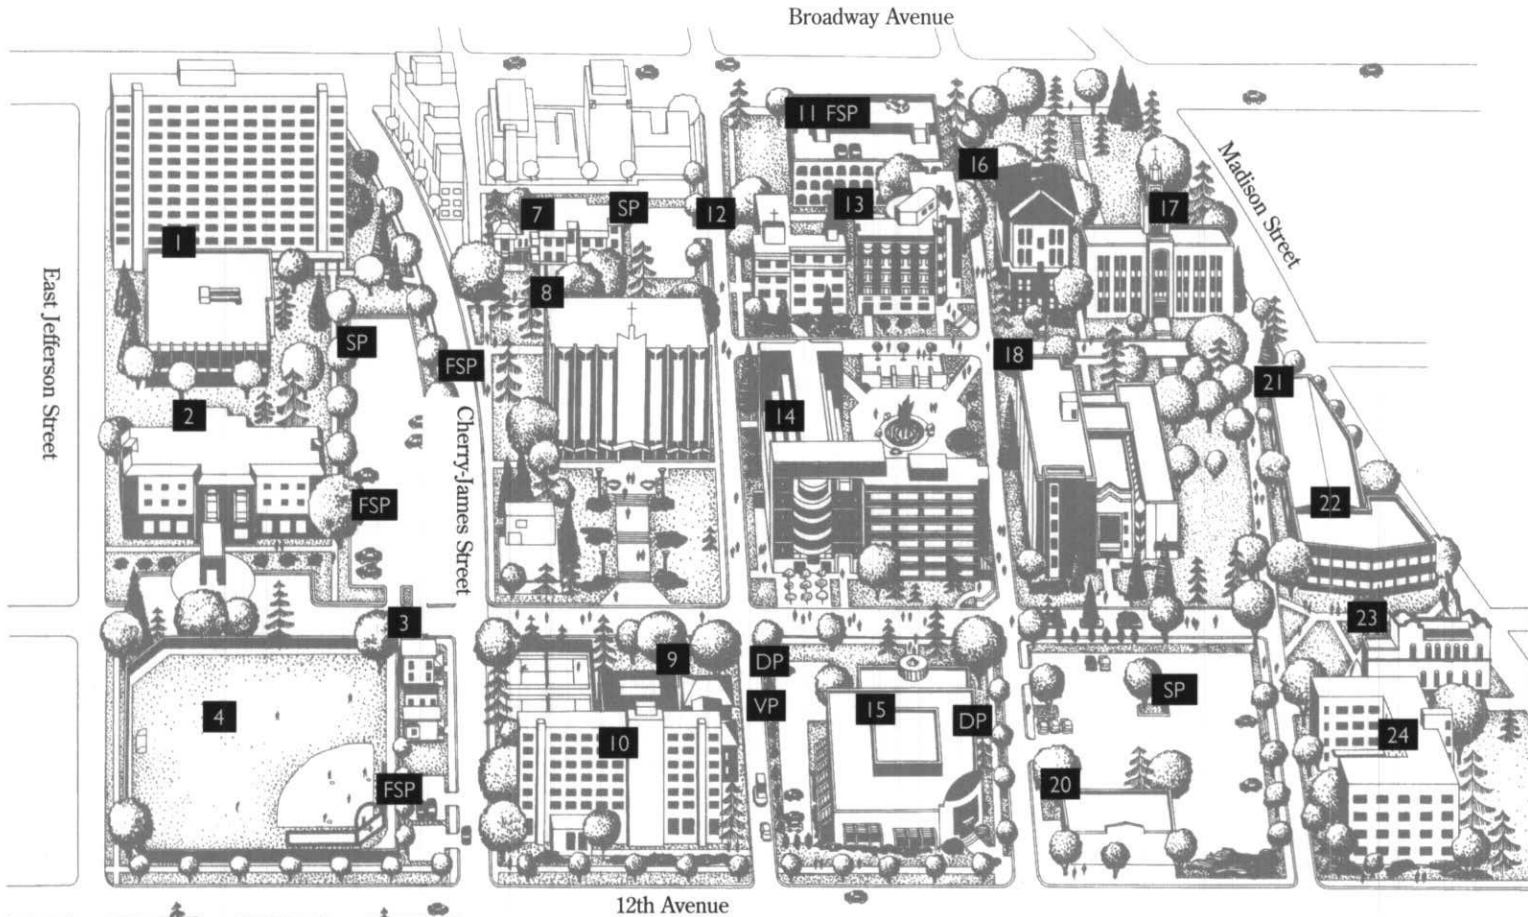 Broadway Avenue
11 FSP
16
Madison Street
7
SP
12
13
17
1
8
East Jefferson Street
SP
FSP
18
21
2
Cherry-James Street
14
FSP
22
3
23
9
DP
4
VP
15
DP
SP
10
24
FSP
20
12th Avenue